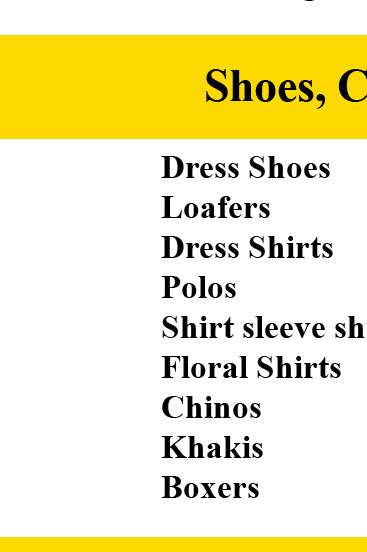 Shoes, C
Dress Shoes
Loafers
Dress Shirts
Polos
Shirt sleeve sh
Floral Shirts
Chinos
Khakis
Boxers